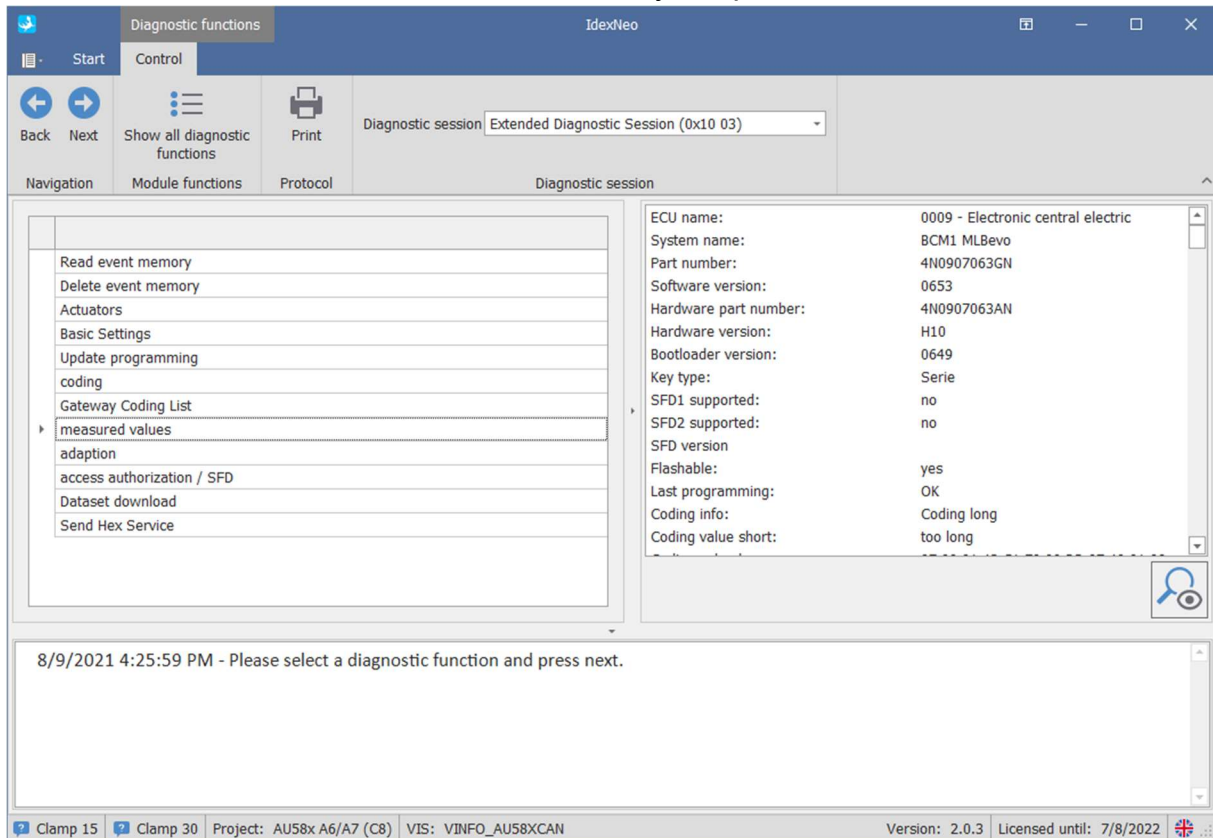 Diagnostic functions
IdexNeo
Start
Control
Back
Next
Show all diagnostic
functions
Print
Diagnostic session
Extended Diagnostic Session (0x10 03)
Navigation
Module functions
Protocol
Diagnostic session
Read event memory
Delete event memory
Actuators
Basic Settings
Update programming
coding
Gateway Coding List
measured values
adaption
access authorization / SFD
Dataset download
Send Hex Service
ECU name: 0009 - Electronic central electric
System name: BCM1 MLBevo
Part number: 4N0907063GN
Software version: 0653
Hardware part number: 4N0907063AN
Hardware version: H10
Bootloader version: 0649
Key type: Serie
SFD1 supported: no
SFD2 supported: no
SFD version
Flashable: yes
Last programming: OK
Coding info: Coding long
Coding value short: too long
8/9/2021 4:25:59 PM - Please select a diagnostic function and press next.
Clamp 15
Clamp 30
Project: AU58x A6/A7 (C8)
VIS: VINFO_AU58XCAN
Version: 2.0.3
Licensed until: 7/8/2022